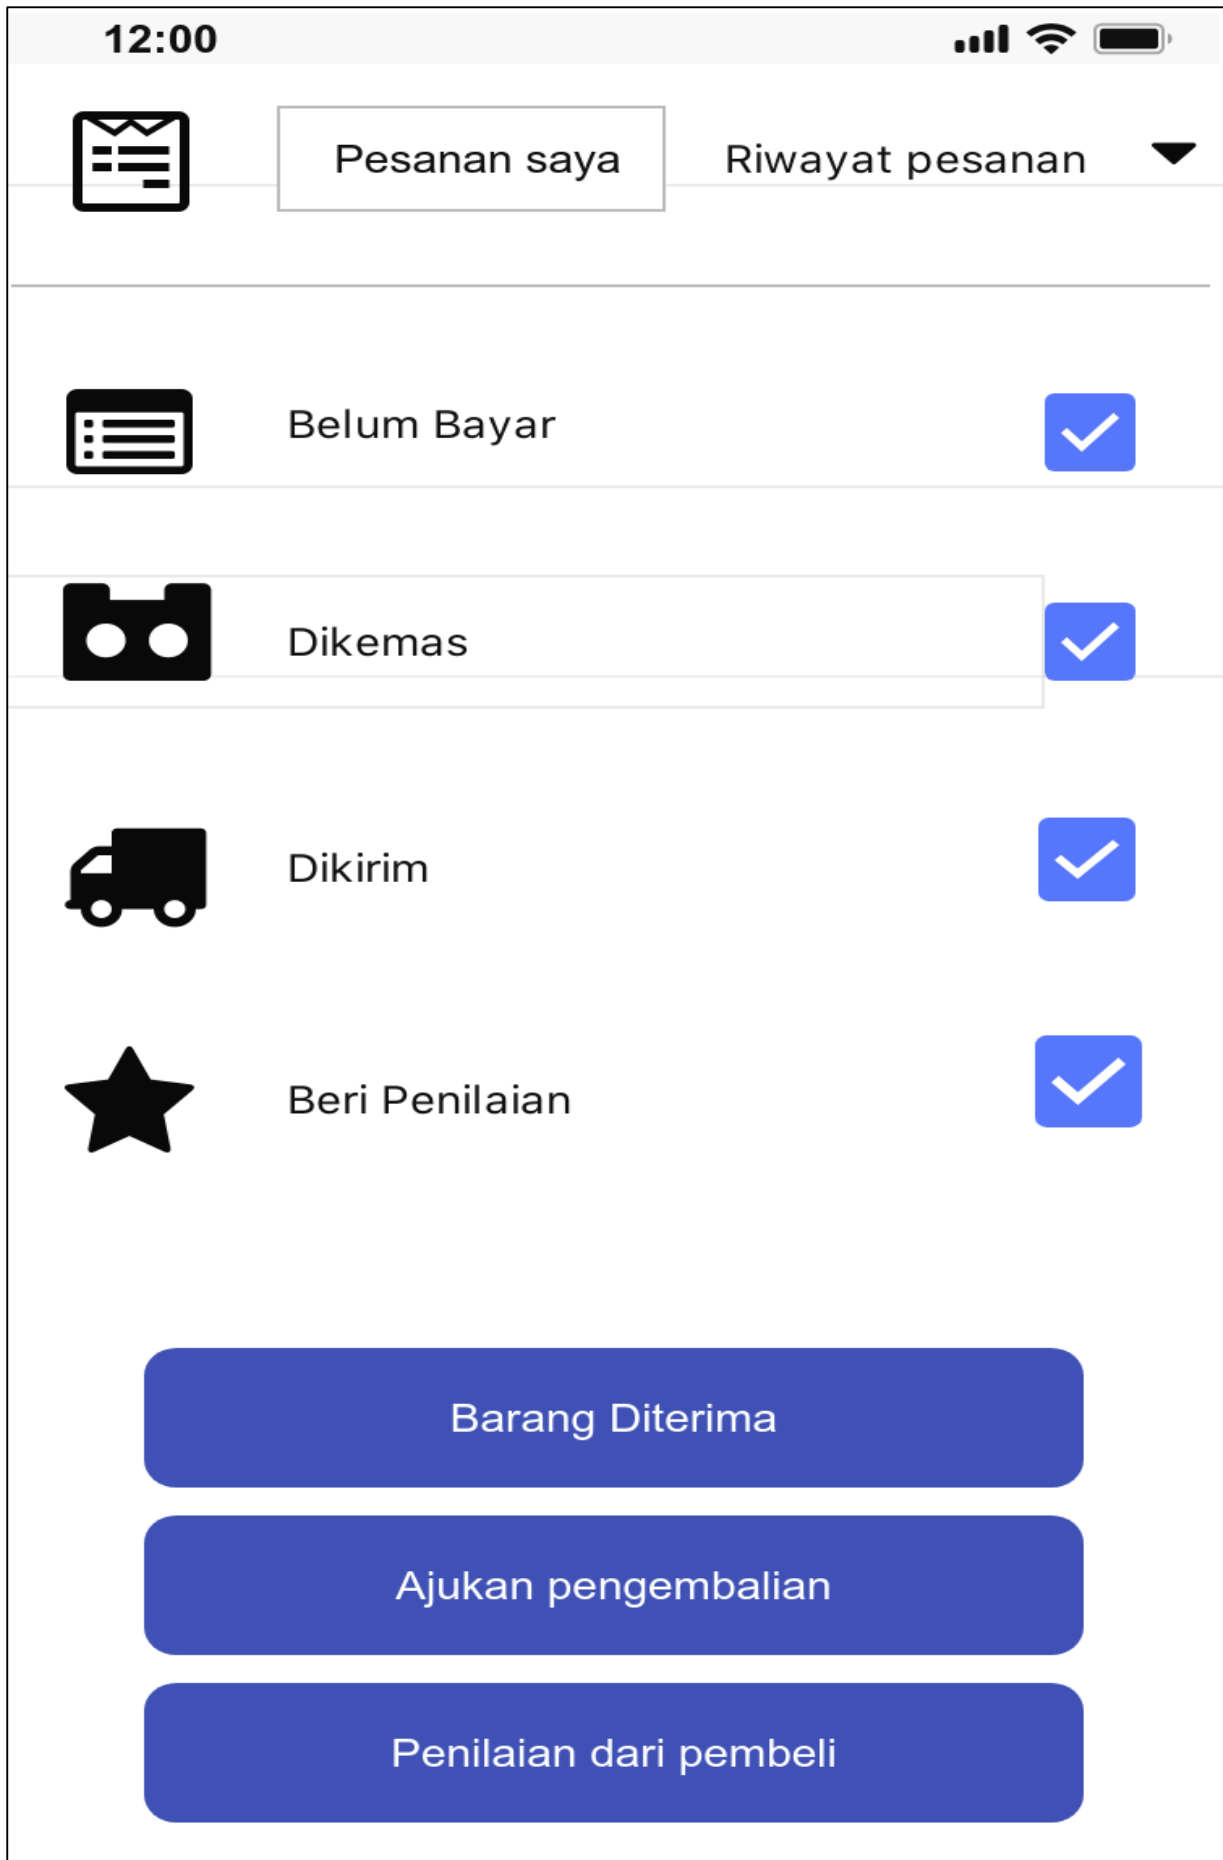 12:00
Pesanan saya
Riwayat pesanan
Belum Bayar
Dikemas
Dikirim
Beri Penilaian
Barang Diterima
Ajukan pengembalian
Penilaian dari pembeli